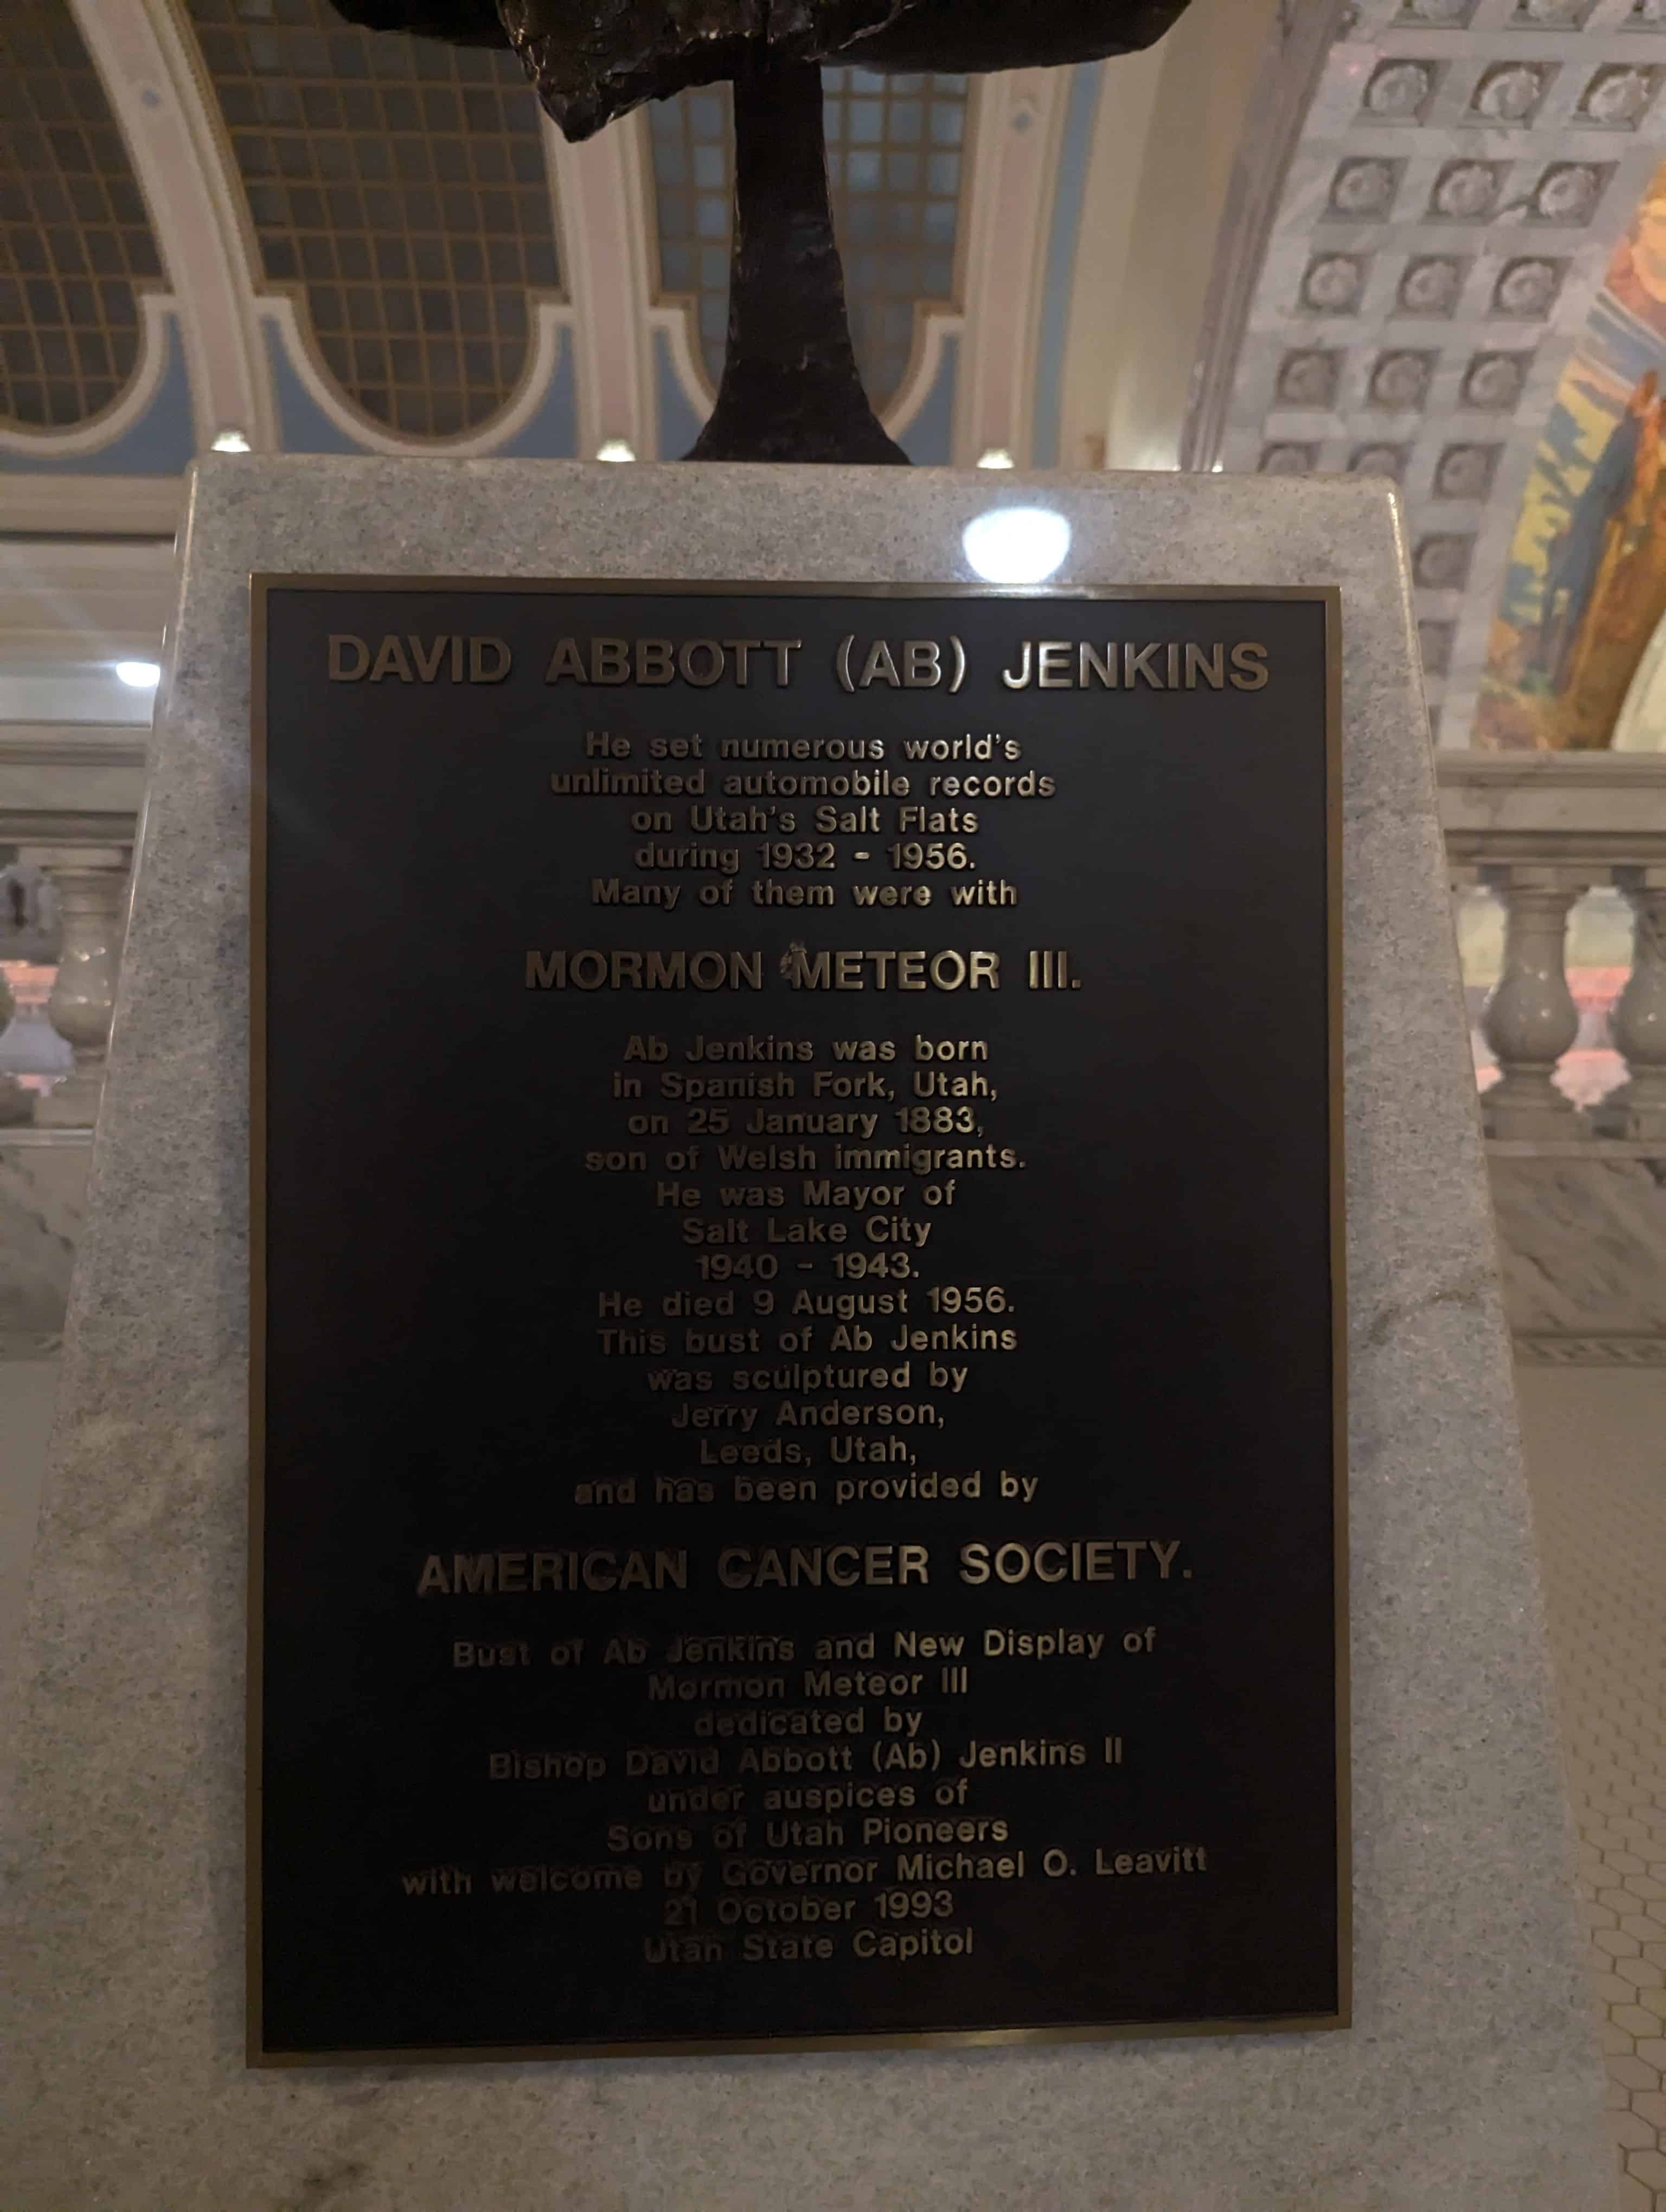 DAVID ABBOTT (AB) JENKINS
He set numerous world's
unlimited automobile records
on Utah's Salt Flats
during 1932 - 1956.
Many of them were with
MORMON METEOR III.
Ab Jenkins was born
in Spanish Fork, Utah,
on 25 January 1883,
son of Welsh immigrants.
He was Mayor of
Salt Lake City
1940 - 1943.
He died 9 August 1956.
This bust of Ab Jenkins
was sculptured by
Jerry Anderson,
Leeds, Utah,
and has been provided by
AMERICAN CANCER SOCIETY.
Bust of Ab Jenkins and New Display of
Mormon Meteor III
dedicated by
Bishop David Abbott (Ab) Jenkins II
under auspices of
Sons of Utah Pioneers
with welcome by Governor Michael O. Leavitt
21 October 1993
Utah State Capitol